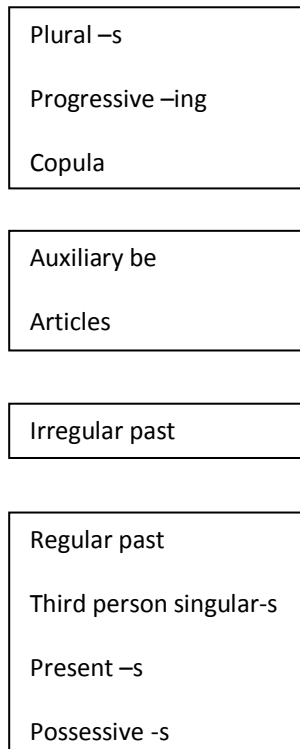 Plural –s
Progressive –ing
Copula
Auxiliary be
Articles
Irregular past
Regular past
Third person singular-s
Present –s
Possessive -s